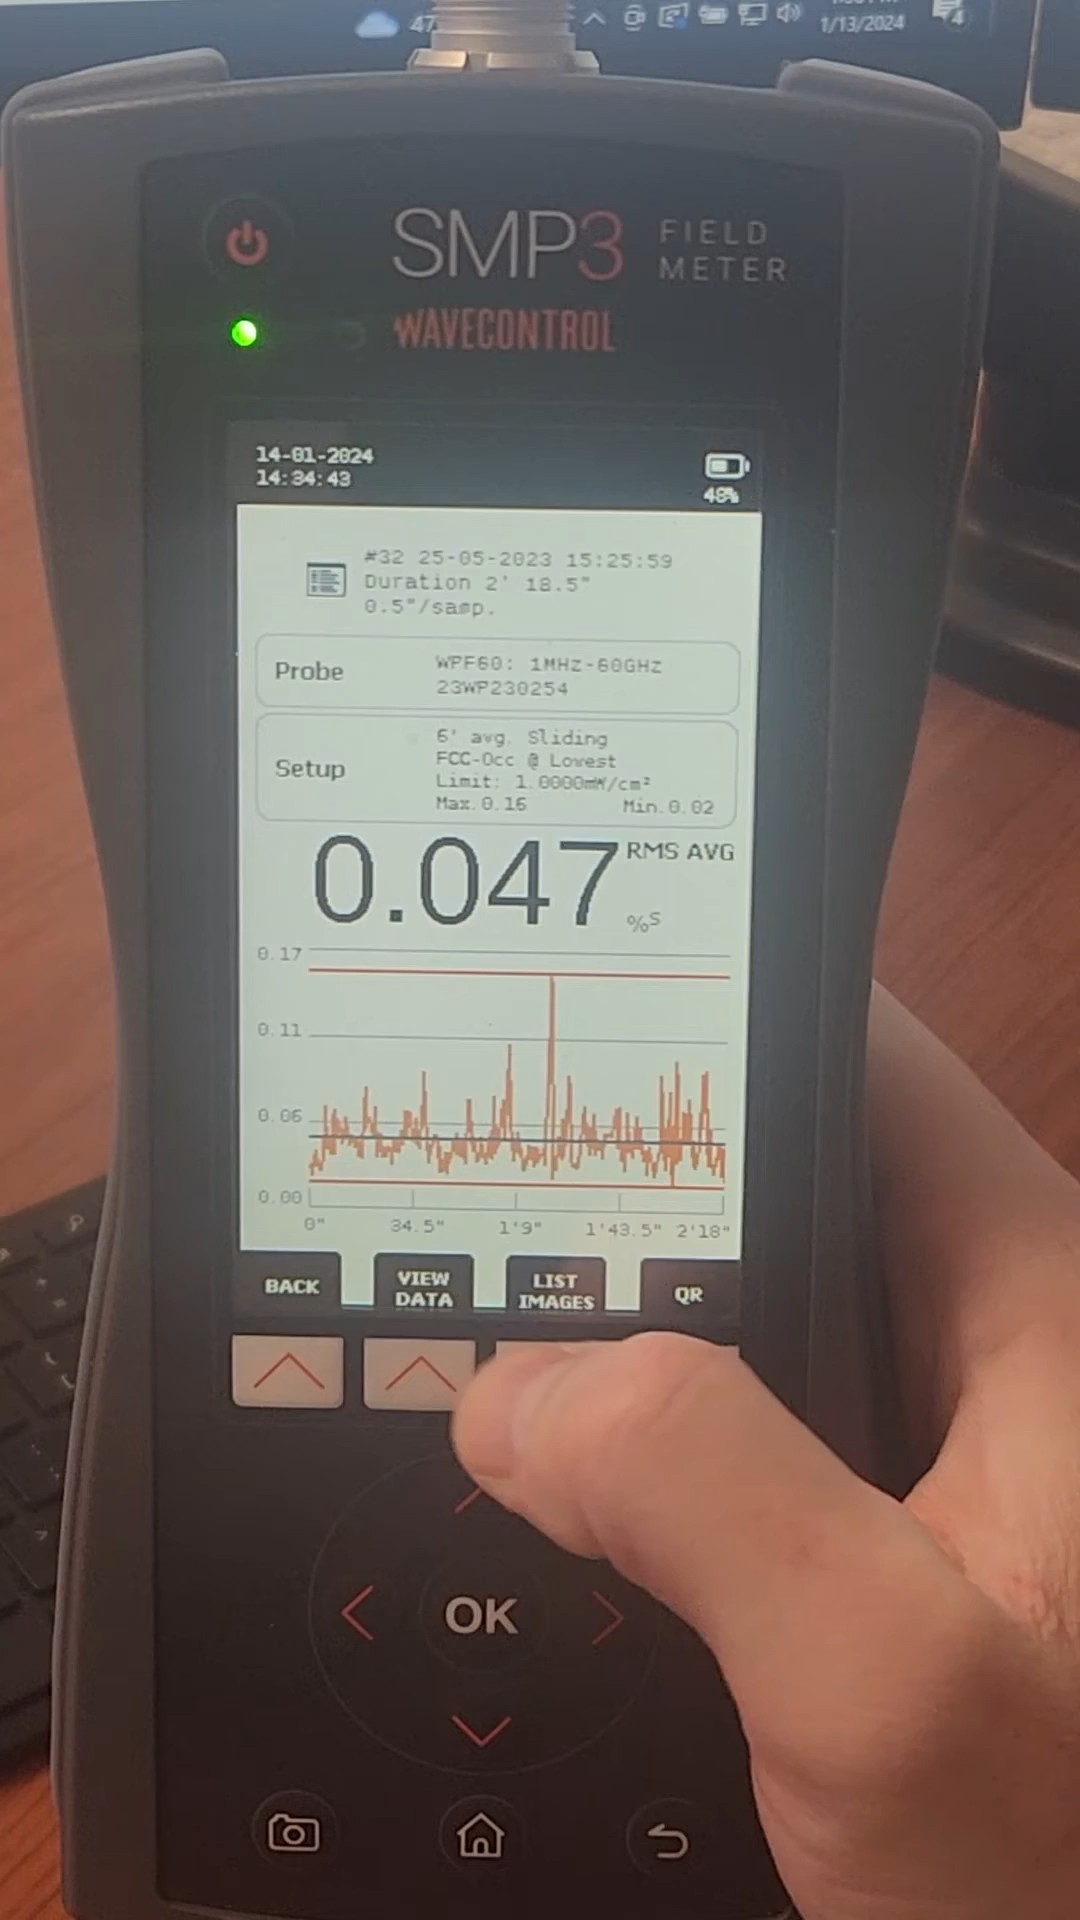 47
1/13/2024
4
SMP3 FIELD METER
WAVECONTROL
14-01-2024
14:34:43
48%
#32 25-05-2023 15:25:59
Duration 2' 18.5"
0.5"/samp.
Probe
WPF60: 1MHz-60GHz
23WP230254
Setup
6' avg. Sliding
FCC-Occ @ Lowest
Limit: 1.0000mW/cm²
Max.0.16 Min.0.02
0.047 RMS AVG
%S
0.17
0.11
0.06
0.00
0" 34.5" 1'9" 1'43.5" 2'18"
BACK
VIEW DATA
LIST IMAGES
QR
OK